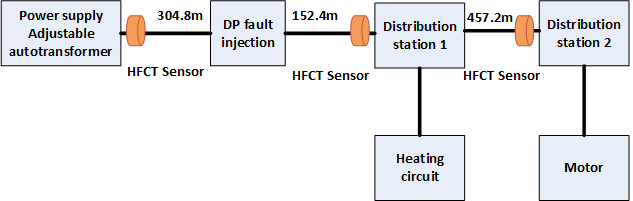 Power supply
Adjustable
autotransformer
304.8m
HFCT Sensor
DP fault
injection
152.4m
HFCT Sensor
Distribution
station 1
457.2m
HFCT Sensor
Distribution
station 2
Heating
circuit
Motor